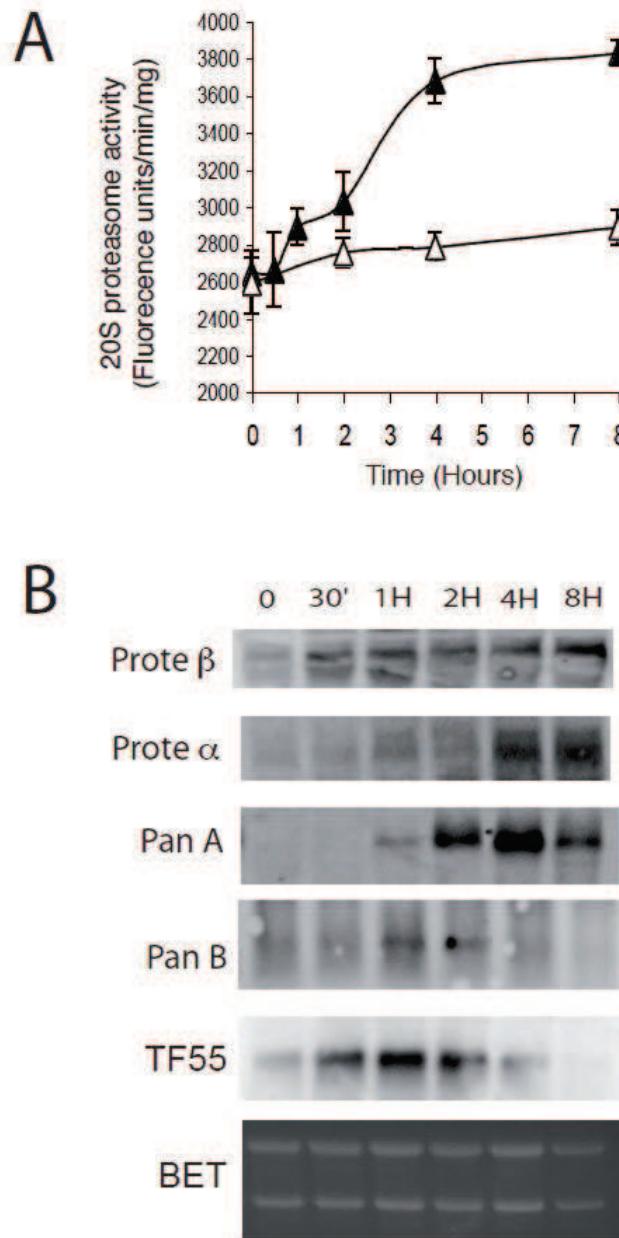 A
20S proteasome activity
(Fluorecence units/min/mg)
4000
3800
3600
3400
3200
3000
2800
2600
2400
2200
2000
0 1 2 3 4 5 6 7 8
Time (Hours)
B
0 30' 1H 2H 4H 8H
Prote β
Prote α
Pan A
Pan B
TF55
BET